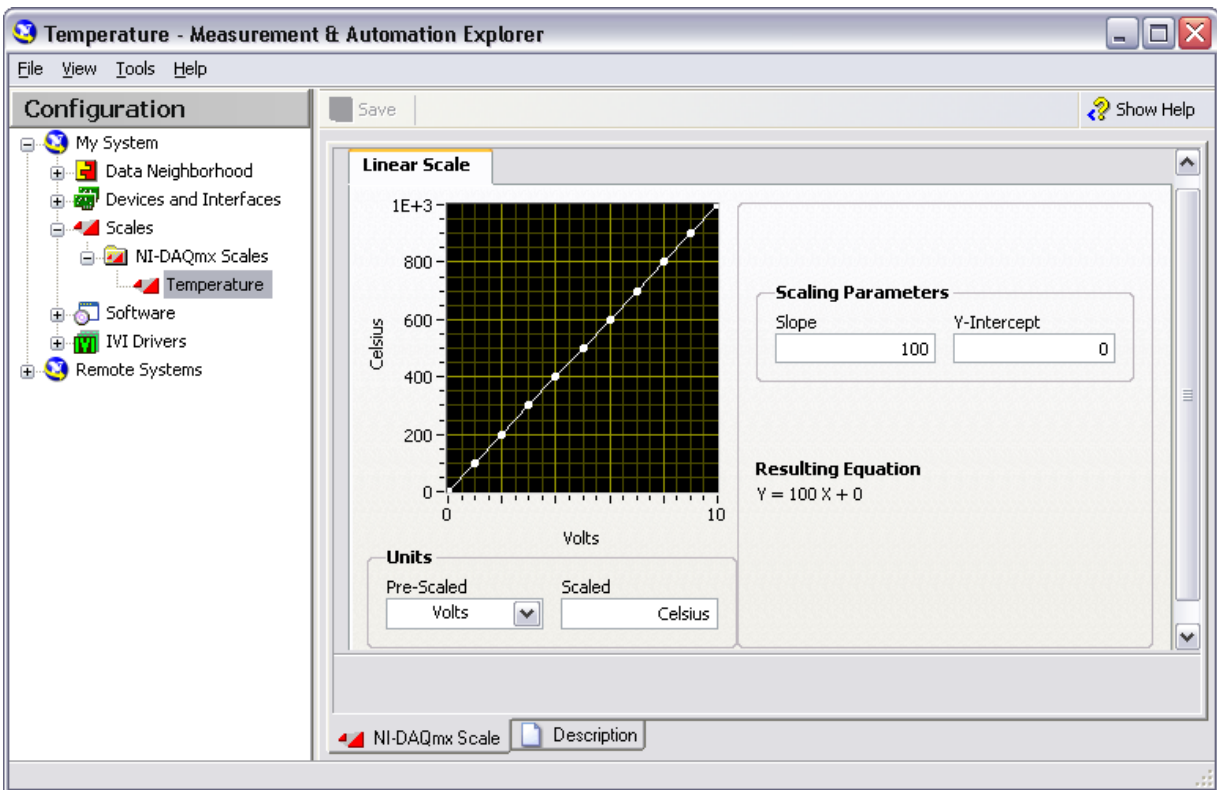 Temperature - Measurement & Automation Explorer
File View Tools Help
Configuration
My System
Data Neighborhood
Devices and Interfaces
Scales
NI-DAQmx Scales
Temperature
Software
IVI Drivers
Remote Systems
Save
Show Help
Linear Scale
1E+3
800
600
400
200
0
Celsius
0 10
Volts
Units
Pre-Scaled Scaled
Volts Celsius
Scaling Parameters
Slope Y-Intercept
100 0
Resulting Equation
Y = 100 X + 0
NI-DAQmx Scale Description